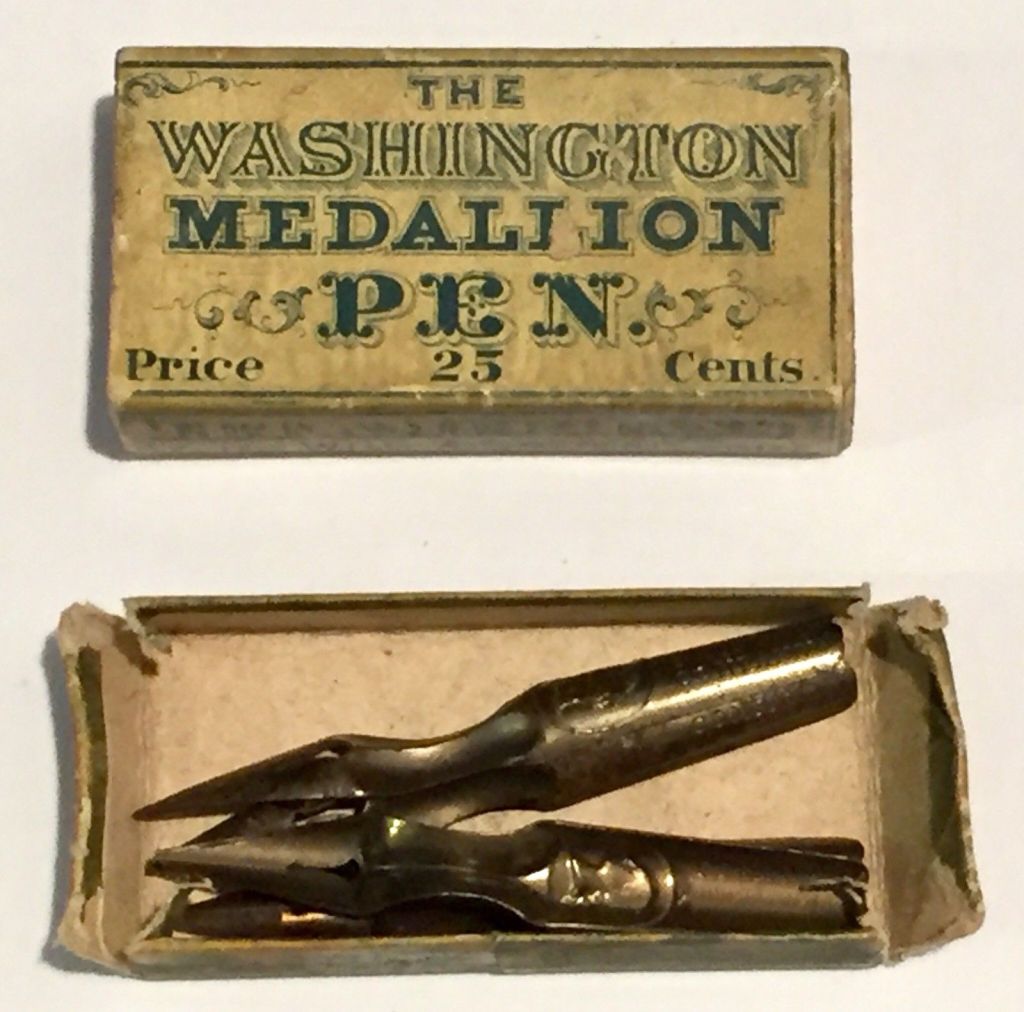 THE
WASHINGTON
MEDALLION
PEN.
Price 25 Cents.